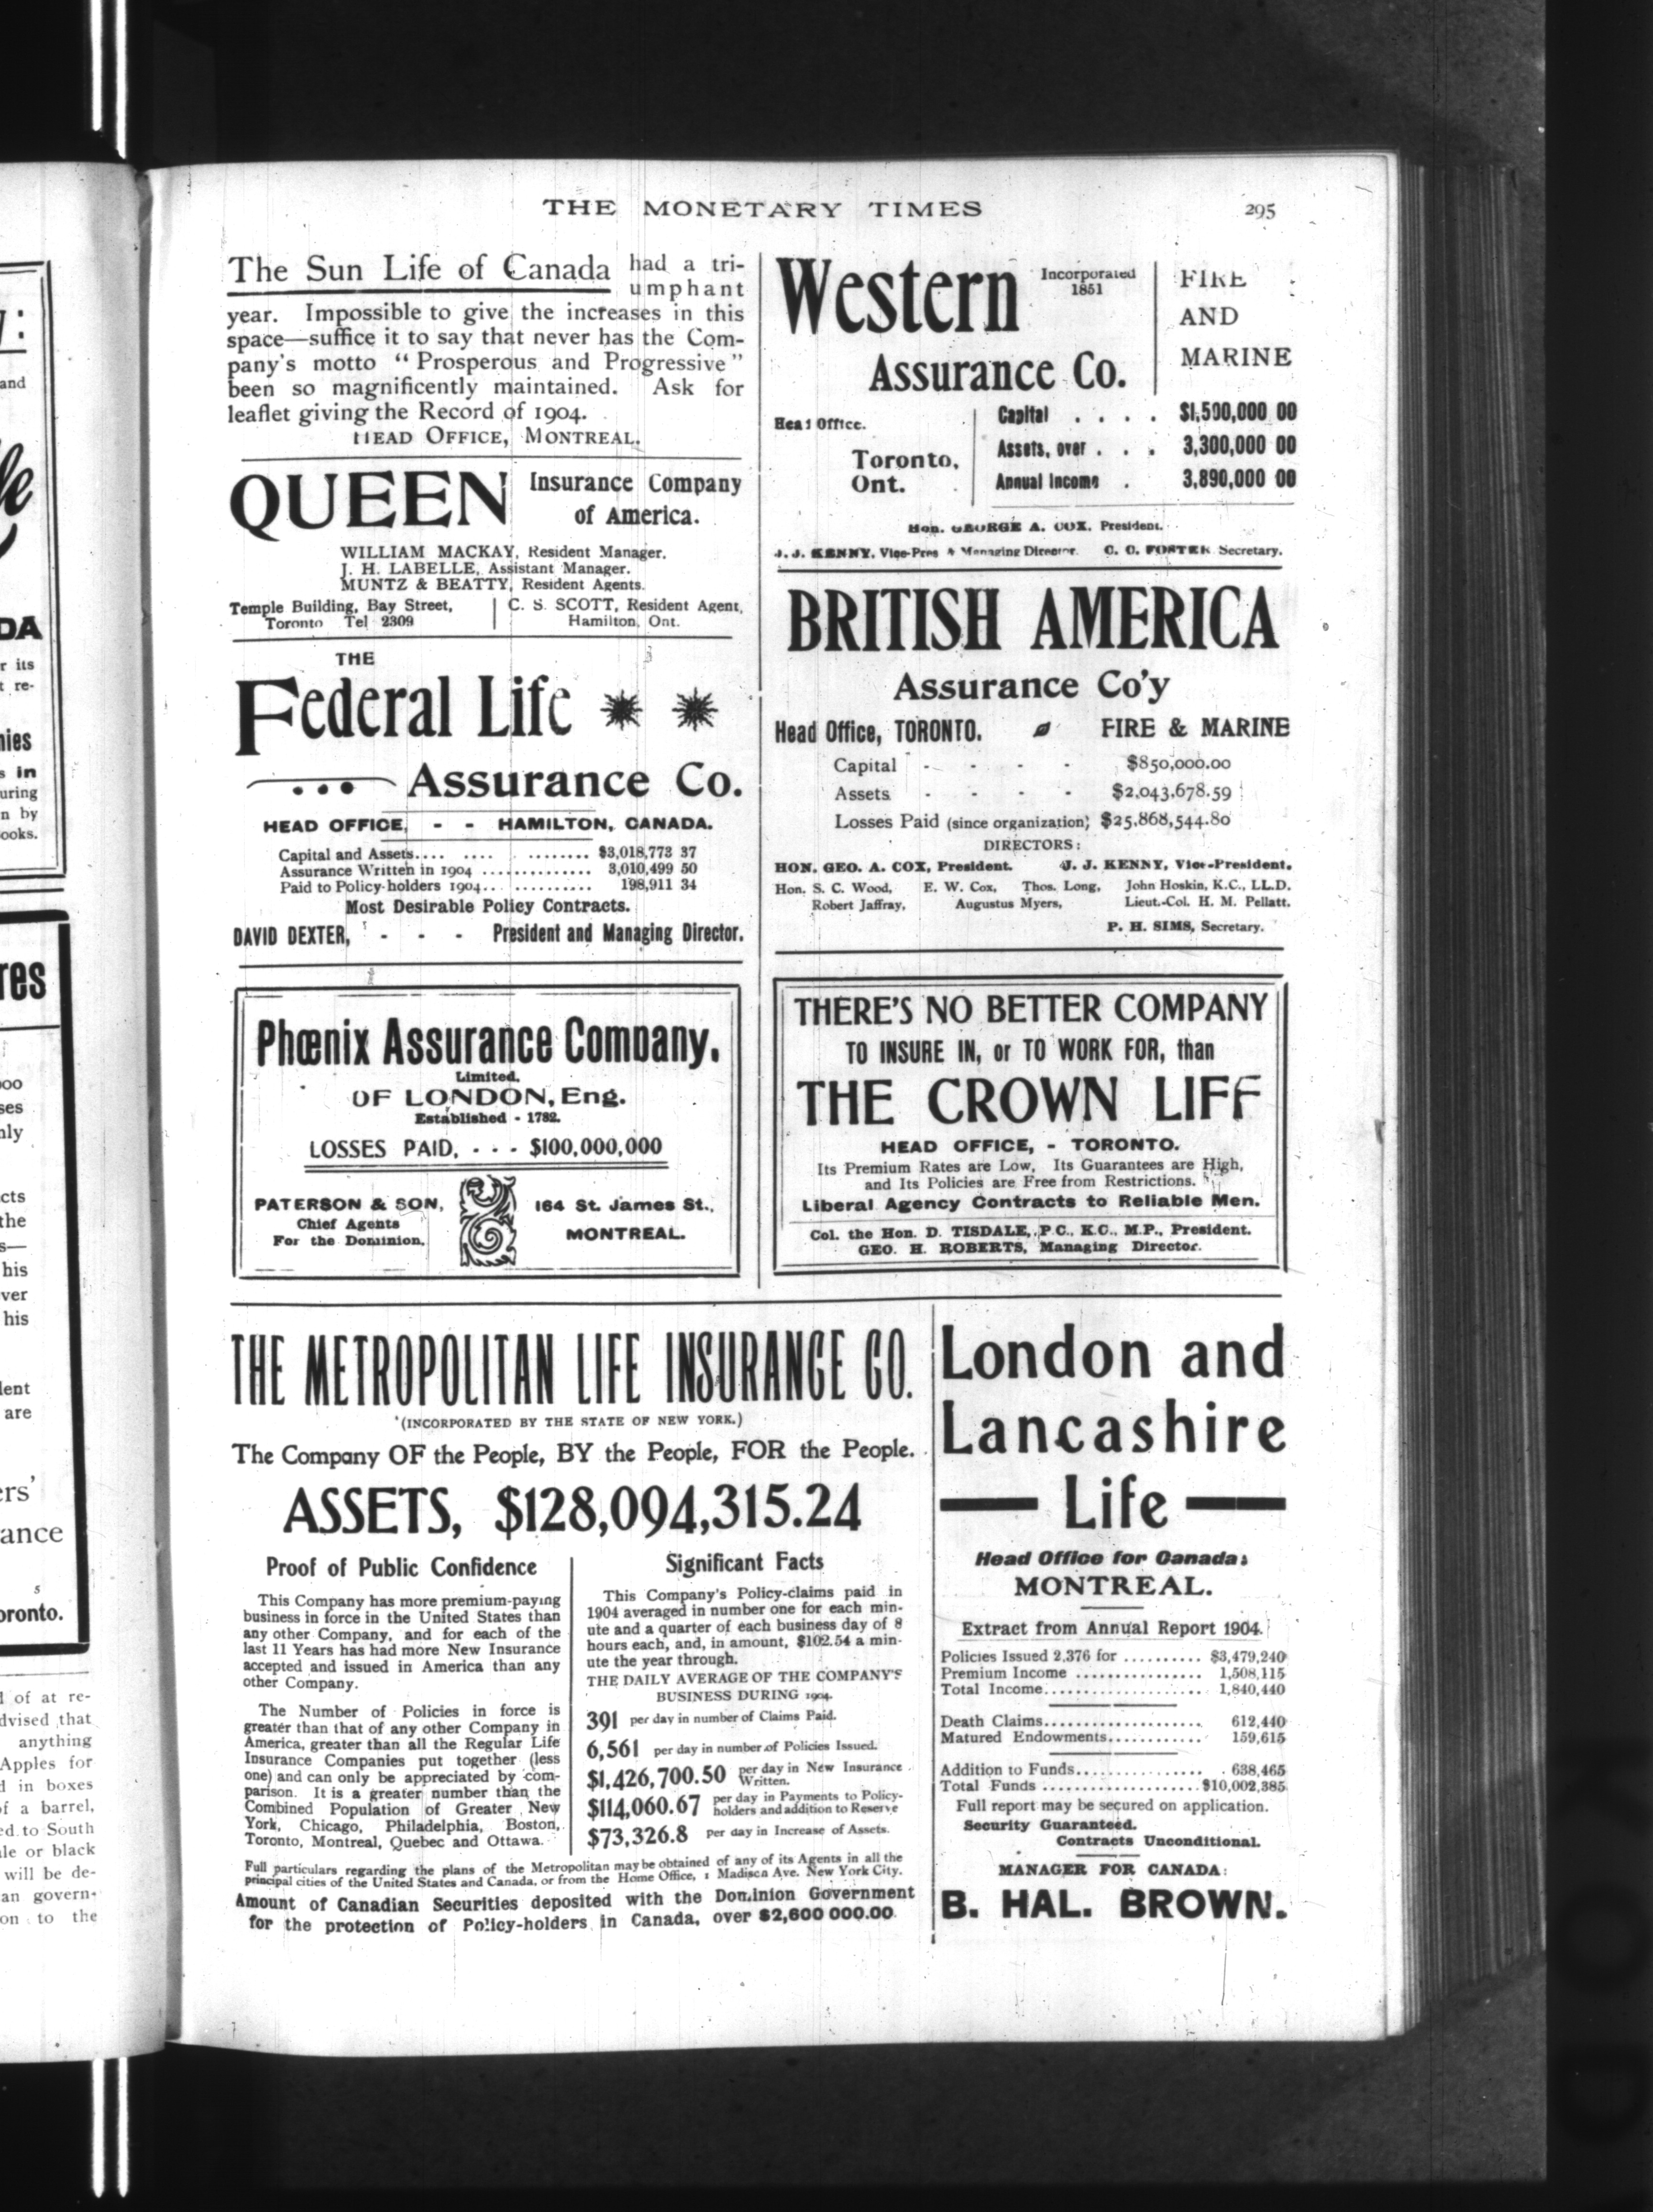 THE MONETARY TIMES 295
The Sun Life of Canada had a tri-
umphant
year. Impossible to give the increases in this
space—suffice it to say that never has the Com-
pany's motto "Prosperous and Progressive"
been so magnificently maintained. Ask for
leaflet giving the Record of 1904.
HEAD OFFICE, MONTREAL.
QUEEN Insurance Company
of America.
WILLIAM MACKAY, Resident Manager.
J. H. LABELLE, Assistant Manager.
MUNTZ & BEATTY, Resident Agents.
Temple Building, Bay Street,
Toronto Tel 2309
C. S. SCOTT, Resident Agent,
Hamilton, Ont.
THE
Federal Life
Assurance Co.
HEAD OFFICE, - - HAMILTON, CANADA.
Capital and Assets.... .... ........ $3,018,773 37
Assurance Written in 1904 .............. 3,010,499 50
Paid to Policy-holders 1904.. .......... 198,911 34
Most Desirable Policy Contracts.
DAVID DEXTER, - - - President and Managing Director.
Phœnix Assurance Company,
Limited,
OF LONDON, Eng.
Established - 1782.
LOSSES PAID, - - - $100,000,000
PATERSON & SON,
Chief Agents
For the Dominion.
164 St. James St.,
MONTREAL.
Western
Incorporated
1851
Assurance Co.
FIRE
AND
MARINE
Head Office.
Toronto,
Ont.
Capital . . . . $1,500,000 00
Assets, over . . . 3,300,000 00
Annual Income . 3,890,000 00
Hon. GEORGE A. COX, President.
J. J. KENNY, Vice-Pres & Managing Director. C. C. FOSTER Secretary.
BRITISH AMERICA
Assurance Co'y
Head Office, TORONTO. FIRE & MARINE
Capital - - - - $850,000.00
Assets - - - - $2,043,678.59
Losses Paid (since organization) $25,868,544.80
DIRECTORS:
HON. GEO. A. COX, President. J. J. KENNY, Vice-President.
Hon. S. C. Wood, E. W. Cox, Thos. Long, John Hoskin, K.C., LL.D.
Robert Jaffray, Augustus Myers, Lieut.-Col. H. M. Pellatt.
P. H. SIMS, Secretary.
THERE'S NO BETTER COMPANY
TO INSURE IN, or TO WORK FOR, than
THE CROWN LIFE
HEAD OFFICE, - TORONTO.
Its Premium Rates are Low, Its Guarantees are High,
and Its Policies are Free from Restrictions.
Liberal Agency Contracts to Reliable Men.
Col. the Hon. D. TISDALE, P.C., K.C., M.P., President.
GEO. H. ROBERTS, Managing Director.
THE METROPOLITAN LIFE INSURANCE CO.
(INCORPORATED BY THE STATE OF NEW YORK.)
The Company OF the People, BY the People, FOR the People.
ASSETS, $128,094,315.24
Proof of Public Confidence
This Company has more premium-paying
business in force in the United States than
any other Company, and for each of the
last 11 Years has had more New Insurance
accepted and issued in America than any
other Company.
The Number of Policies in force is
greater than that of any other Company in
America, greater than all the Regular Life
Insurance Companies put together (less
one) and can only be appreciated by com-
parison. It is a greater number than the
Combined Population of Greater New
York, Chicago, Philadelphia, Boston,
Toronto, Montreal, Quebec and Ottawa.
Significant Facts
This Company's Policy-claims paid in
1904 averaged in number one for each min-
ute and a quarter of each business day of 8
hours each, and, in amount, $102.54 a min-
ute the year through.
THE DAILY AVERAGE OF THE COMPANY'S
BUSINESS DURING 1904.
391 per day in number of Claims Paid.
6,561 per day in number of Policies Issued.
$1,426,700.50 per day in New Insurance
Written.
$114,060.67 per day in Payments to Policy-
holders and addition to Reserve
$73,326.8 per day in Increase of Assets.
Full particulars regarding the plans of the Metropolitan may be obtained of any of its Agents in all the
principal cities of the United States and Canada, or from the Home Office, 1 Madison Ave. New York City.
Amount of Canadian Securities deposited with the Dominion Government
for the protection of Policy-holders in Canada, over $2,600 000.00
London and
Lancashire
Life
Head Office for Canada:
MONTREAL.
Extract from Annual Report 1904.
Policies Issued 2,376 for .......... $3,479,240
Premium Income ................ 1,508,115
Total Income.................... 1,840,440
Death Claims.................... 612,440
Matured Endowments............ 159,615
Addition to Funds................ 638,465
Total Funds .................... $10,002,385
Full report may be secured on application.
Security Guaranteed.
Contracts Unconditional.
MANAGER FOR CANADA:
B. HAL. BROWN.